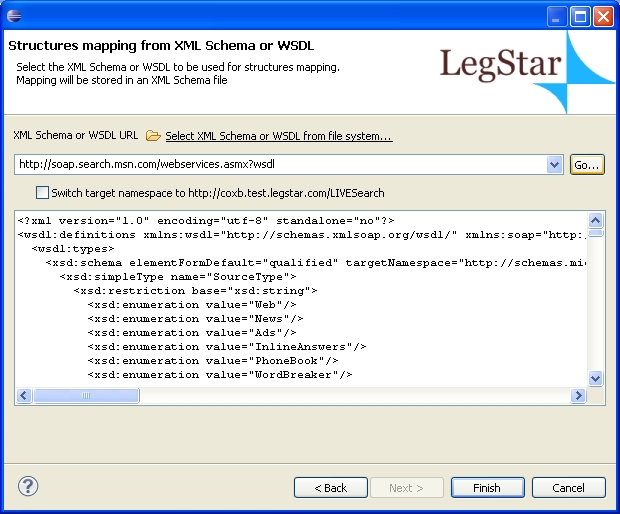 Structures mapping from XML Schema or WSDL
Select the XML Schema or WSDL to be used for structures mapping.
Mapping will be stored in an XML Schema file
LegStar
XML Schema or WSDL URL Select XML Schema or WSDL from file system...
http://soap.search.msn.com/webservices.asmx?wsdl Go...
Switch target namespace to http://coxb.test.legstar.com/LIVESearch
<?xml version="1.0" encoding="utf-8" standalone="no"?>
<wsdl:definitions xmlns:wsdl="http://schemas.xmlsoap.org/wsdl/" xmlns:soap="http:
<wsdl:types>
<xsd:schema elementFormDefault="qualified" targetNamespace="http://schemas.mic
<xsd:simpleType name="SourceType">
<xsd:restriction base="xsd:string">
<xsd:enumeration value="Web"/>
<xsd:enumeration value="News"/>
<xsd:enumeration value="Ads"/>
<xsd:enumeration value="InlineAnswers"/>
<xsd:enumeration value="PhoneBook"/>
<xsd:enumeration value="WordBreaker"/>
? < Back Next > Finish Cancel